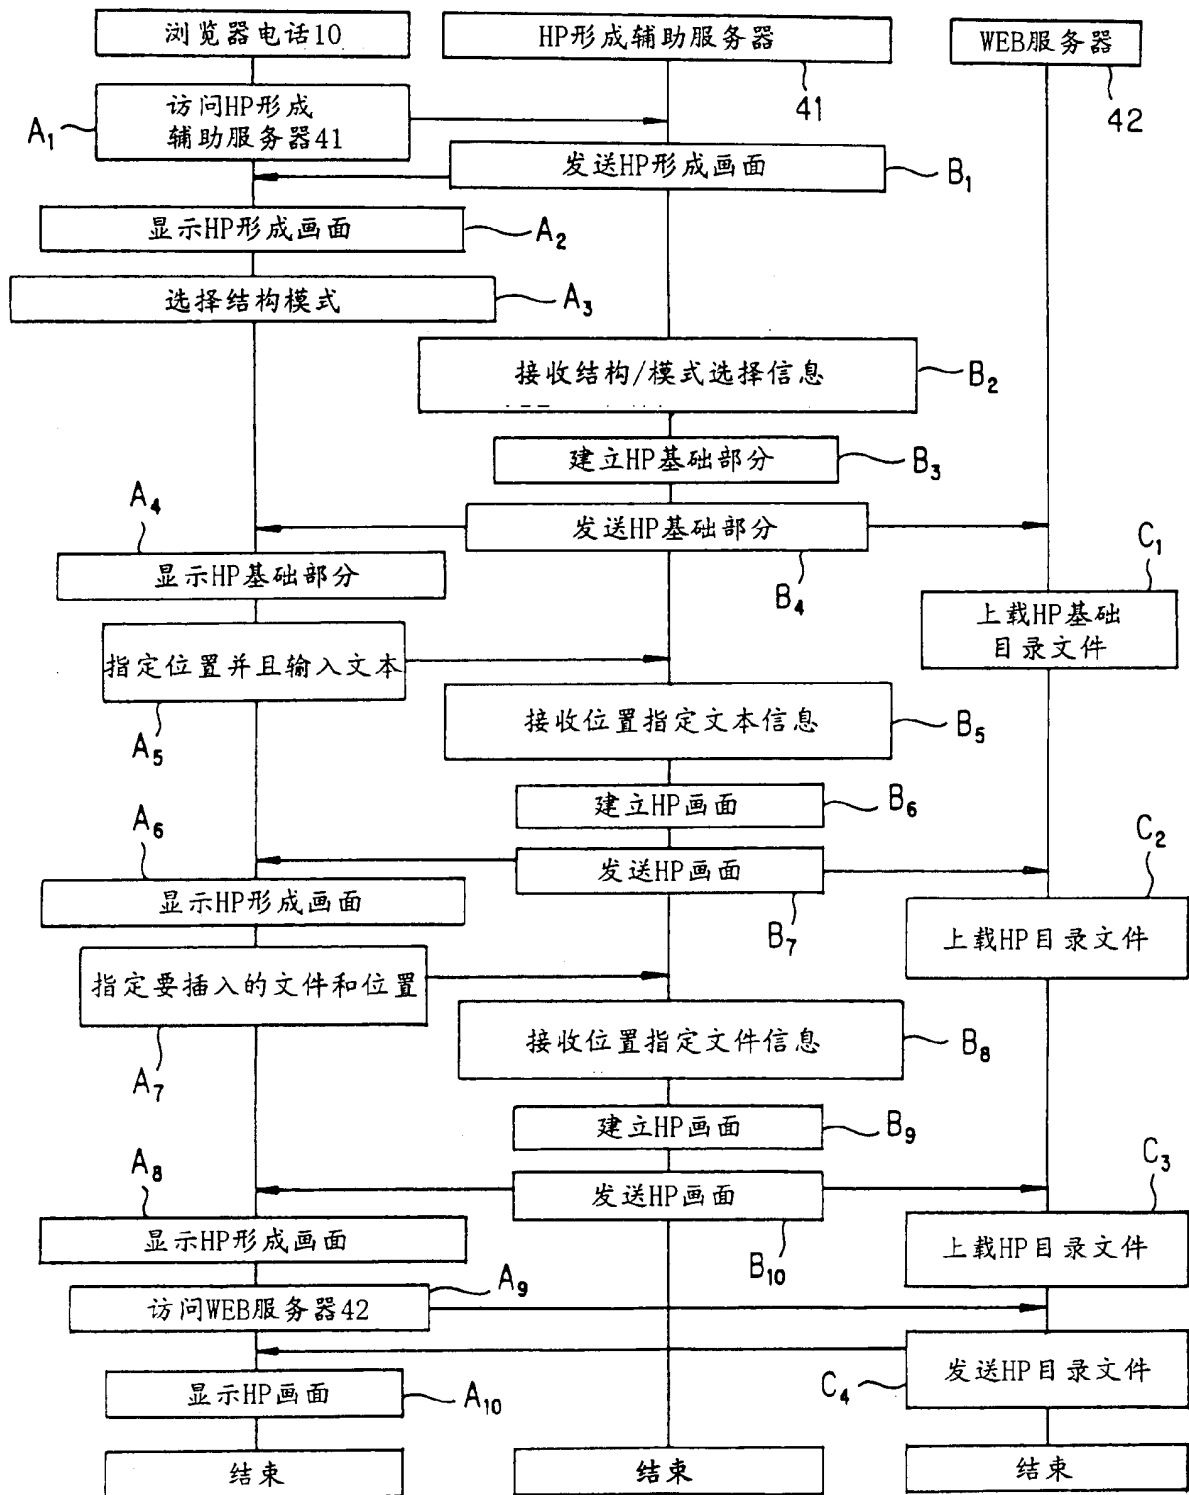 浏览器电话10
HP形成辅助服务器
WEB服务器
41
42
访问HP形成
辅助服务器41
A1
发送HP形成画面
B1
显示HP形成画面
A2
选择结构模式
A3
接收结构/模式选择信息
B2
建立HP基础部分
B3
A4
发送HP基础部分
B4
C1
显示HP基础部分
上载HP基础
目录文件
指定位置并且输入文本
A5
接收位置指定文本信息
B5
建立HP画面
B6
A6
发送HP画面
B7
C2
显示HP形成画面
上载HP目录文件
指定要插入的文件和位置
A7
接收位置指定文件信息
B8
建立HP画面
B9
A8
发送HP画面
B10
C3
显示HP形成画面
上载HP目录文件
访问WEB服务器42
A9
发送HP目录文件
C4
显示HP画面
A10
结束
结束
结束